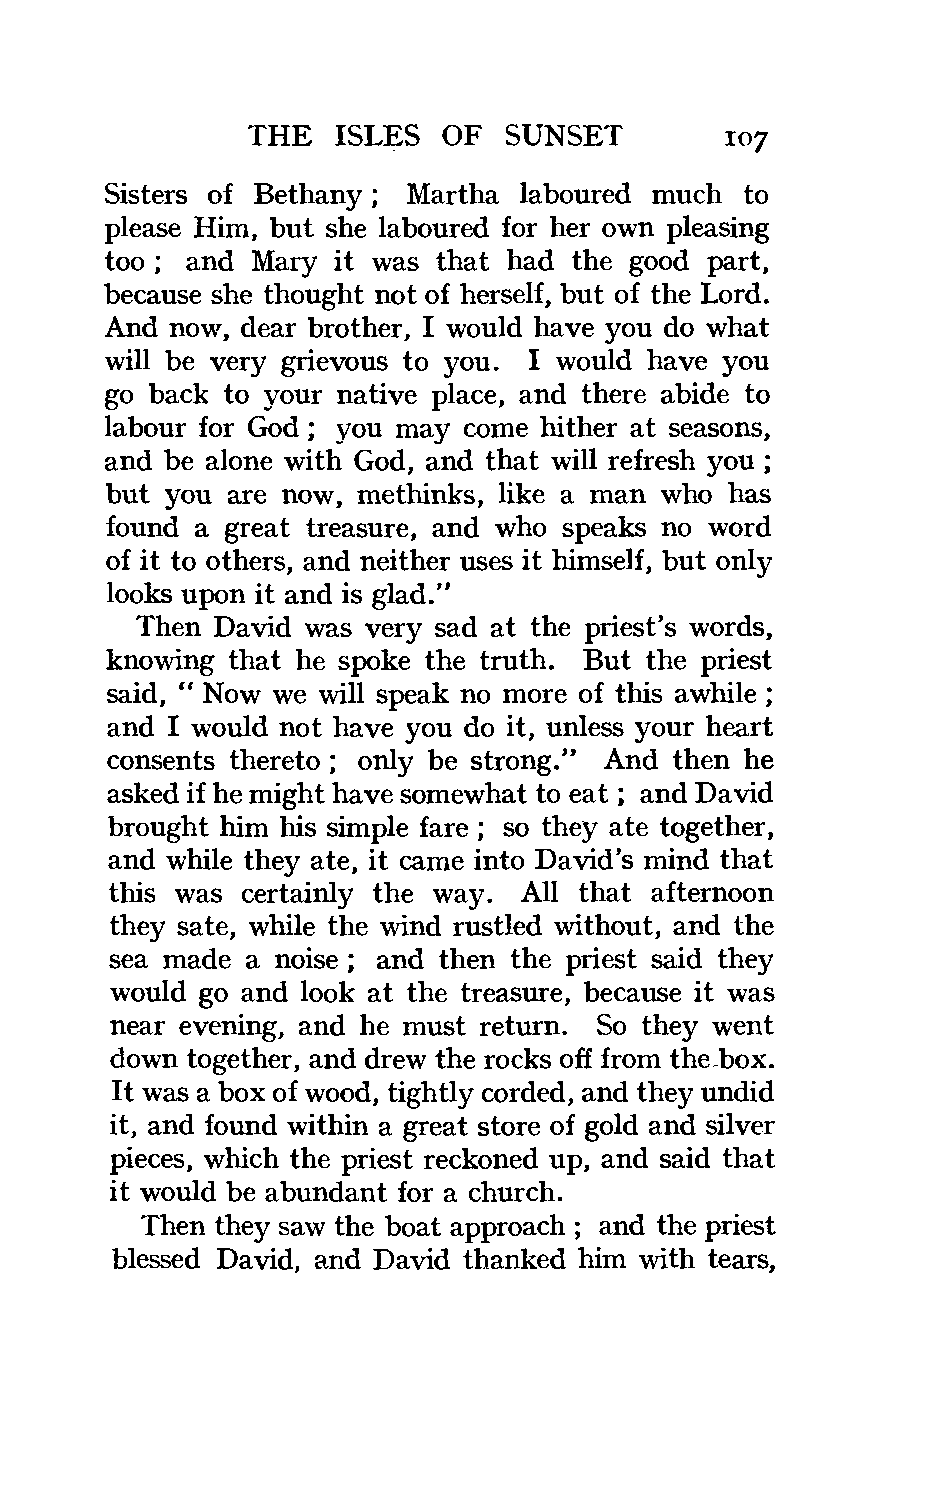 THE ISLES OF SUNSET 107
Sisters of Bethany ; Martha laboured much to
please Him, but she laboured for her own pleasing
too ; and Mary it was that had the good part,
because she thought not of herself, but of the Lord.
And now, dear brother, I would have you do what
will be very grievous to you. I would have you
go back to your native place, and there abide to
labour for God ; you may come hither at seasons,
and be alone with God, and that will refresh you ;
but you are now, methinks, like a man who has
found a great treasure, and who speaks no word
of it to others, and neither uses it himself, but only
looks upon it and is glad."
Then David was very sad at the priest's words,
knowing that he spoke the truth. But the priest
said, " Now we will speak no more of this awhile ;
and I would not have you do it, unless your heart
consents thereto ; only be strong." And then he
asked if he might have somewhat to eat ; and David
brought him his simple fare ; so they ate together,
and while they ate, it came into David's mind that
this was certainly the way. All that afternoon
they sate, while the wind rustled without, and the
sea made a noise ; and then the priest said they
would go and look at the treasure, because it was
near evening, and he must return. So they went
down together, and drew the rocks off from the box.
It was a box of wood, tightly corded, and they undid
it, and found within a great store of gold and silver
pieces, which the priest reckoned up, and said that
it would be abundant for a church.
Then they saw the boat approach ; and the priest
blessed David, and David thanked him with tears,